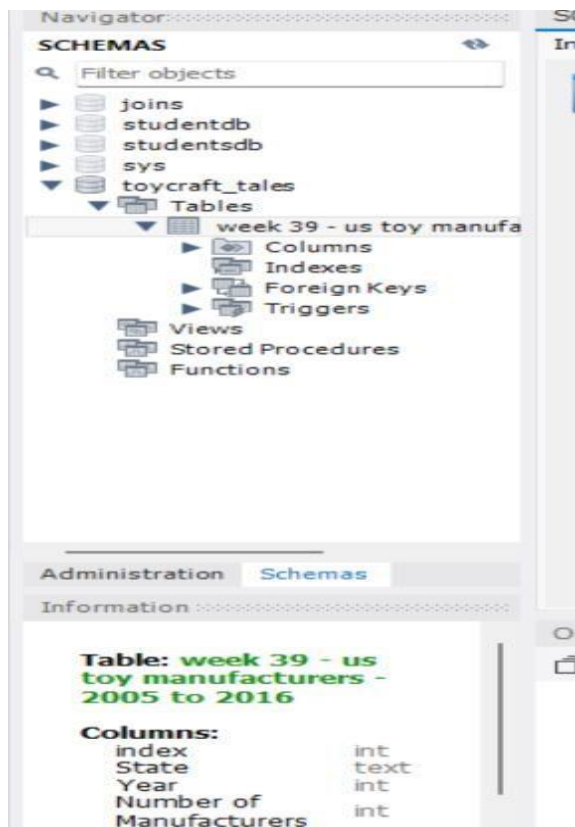 Navigator
SCHEMAS
Filter objects
joins
studentdb
studentsdb
sys
toycraft_tales
Tables
week 39 - us toy manufa
Columns
Indexes
Foreign Keys
Triggers
Views
Stored Procedures
Functions
Administration Schemas
Information
Table: week 39 - us
toy manufacturers -
2005 to 2016
Columns:
index int
State text
Year int
Number of
Manufacturers int